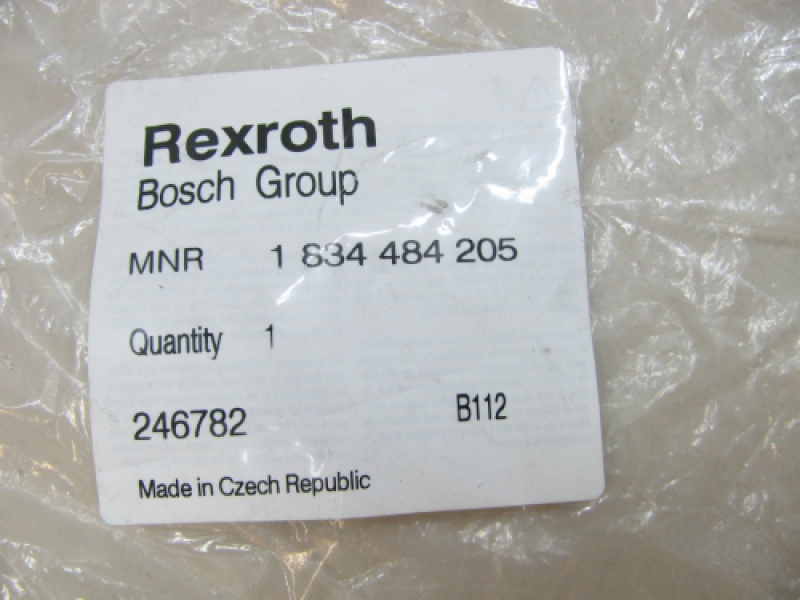 Rexroth
Bosch Group
MNR 1 834 484 205
Quantity 1
246782 B112
Made in Czech Republic